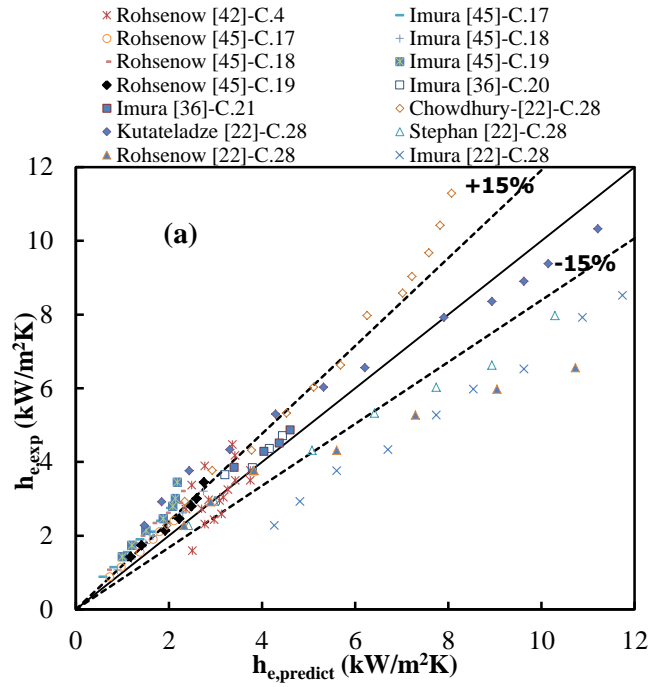 Rohsenow [42]-C.4 Imura [45]-C.17
Rohsenow [45]-C.17 Imura [45]-C.18
Rohsenow [45]-C.18 Imura [45]-C.19
Rohsenow [45]-C.19 Imura [36]-C.20
Imura [36]-C.21 Chowdhury-[22]-C.28
Kutateladze [22]-C.28 Stephan [22]-C.28
Rohsenow [22]-C.28 Imura [22]-C.28
12
+15%
(a)
10
-15%
8
h_e,exp (kW/m²K)
6
4
2
0
0 2 4 6 8 10 12
h_e,predict (kW/m²K)